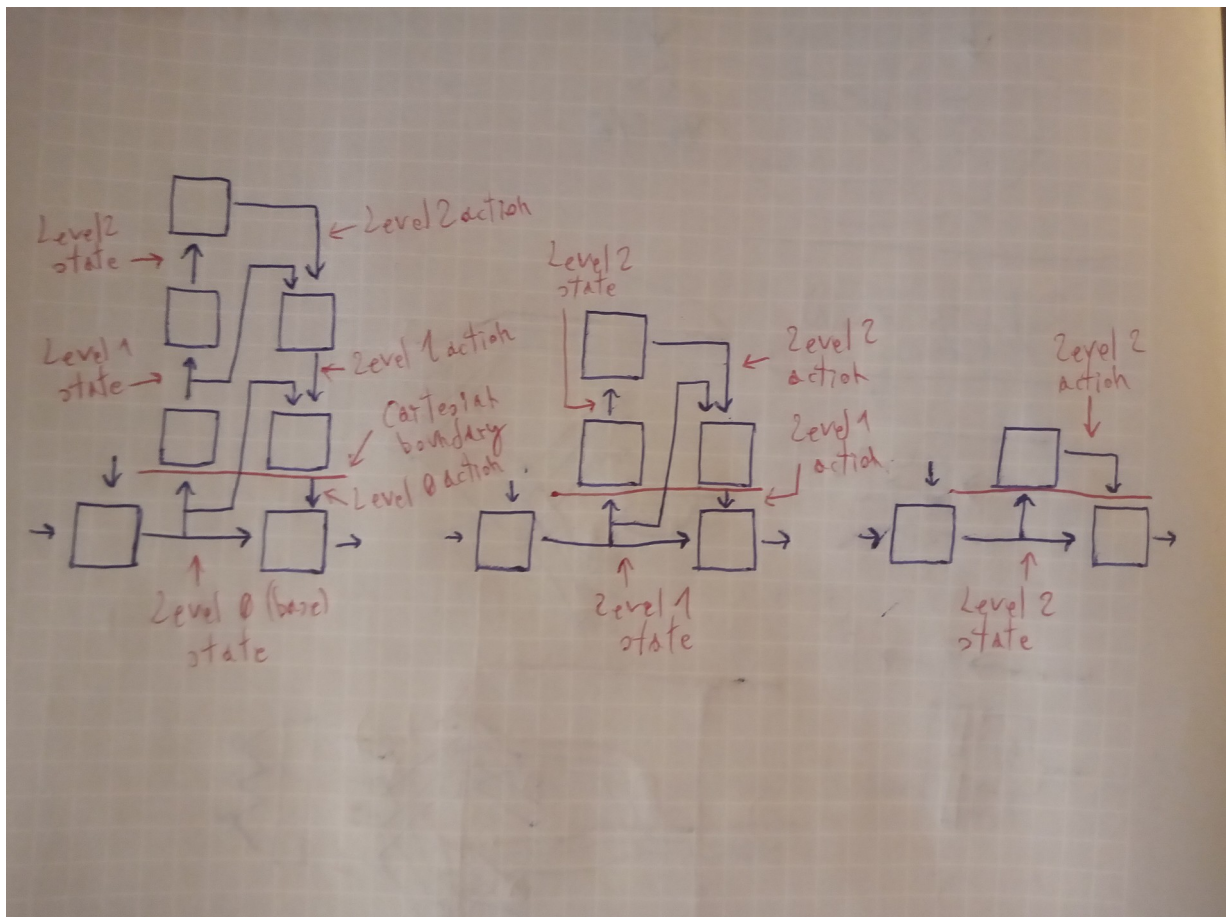 Level 2
state
Level 2 action
Level 1
state
Level 1 action
Cartesian
boundary
Level 0 action
Level 0 (base)
state
Level 2
state
Level 2
action
Level 1
action
Level 1
state
Level 2
action
Level 2
state